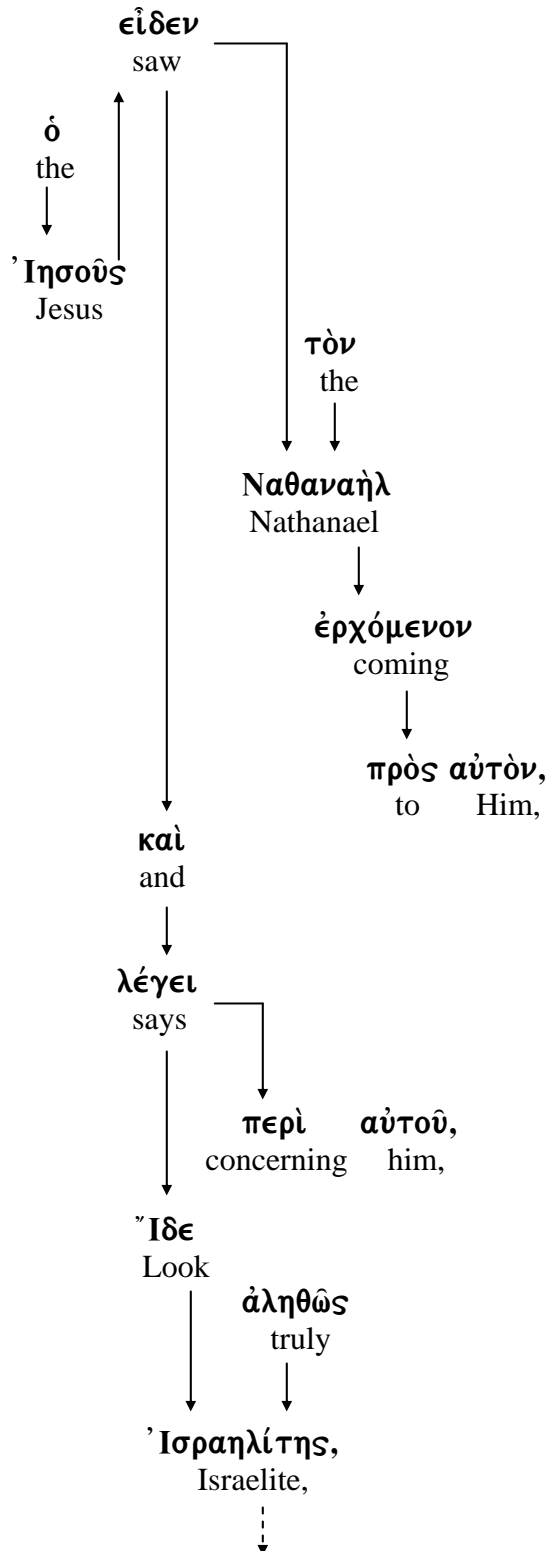 εἶδεν
saw
ὁ
the
Ἰησοῦς
Jesus
τὸν
the
Ναθαναὴλ
Nathanael
ἐρχόμενον
coming
πρὸς αὐτὸν,
to Him,
καὶ
and
λέγει
says
περὶ αὐτοῦ,
concerning him,
Ἴδε
Look
ἀληθῶς
truly
Ἰσραηλίτης,
Israelite,